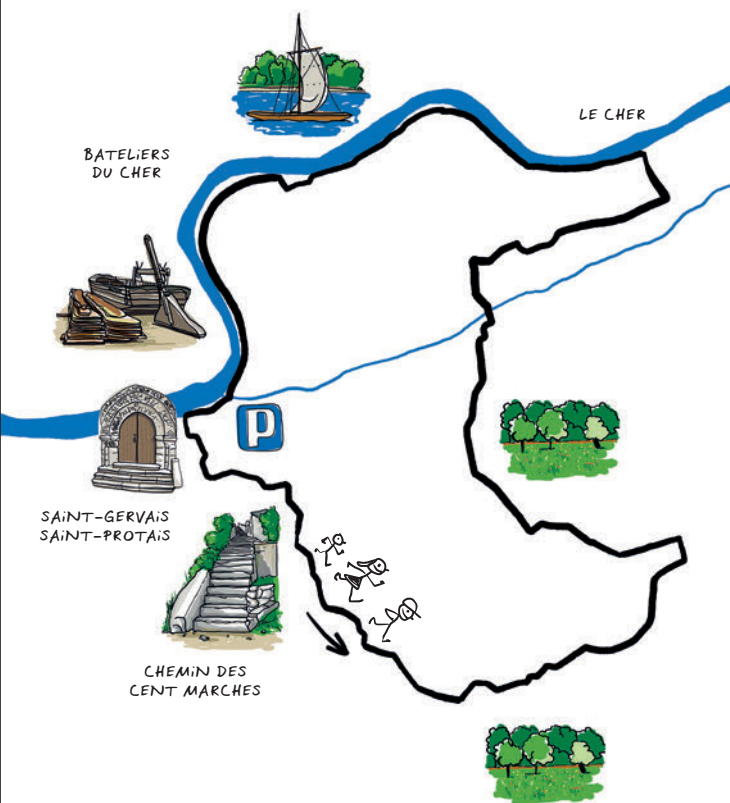 LE CHER
BATELiERS
DU CHER
P
SAiNT-GERVAiS
SAiNT-PROTAiS
CHEMiN DES
CENT MARCHES